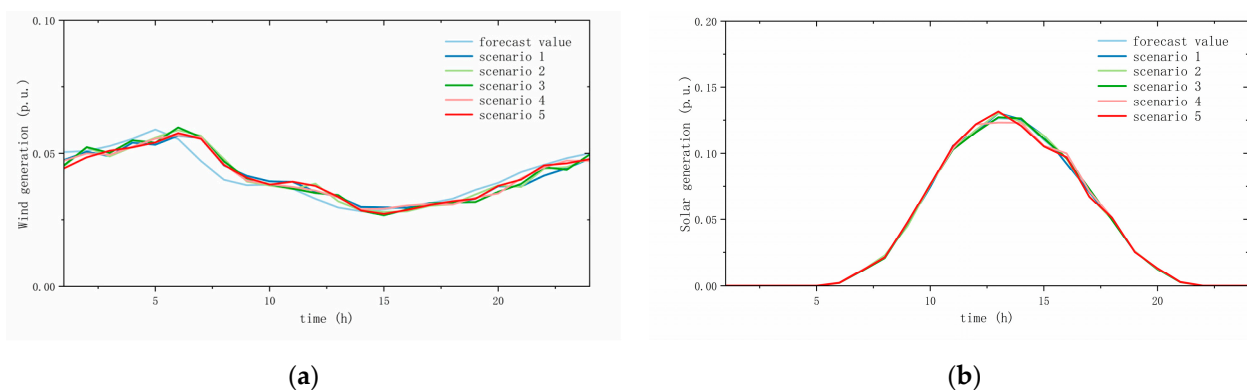 0.10
0.05
0.00
Wind generation (p.u.)
forecast value
scenario 1
scenario 2
scenario 3
scenario 4
scenario 5
5
10
15
20
time (h)
(a)
0.20
0.15
0.10
0.05
0.00
Solar generation (p.u.)
forecast value
scenario 1
scenario 2
scenario 3
scenario 4
scenario 5
5
10
15
20
time (h)
(b)